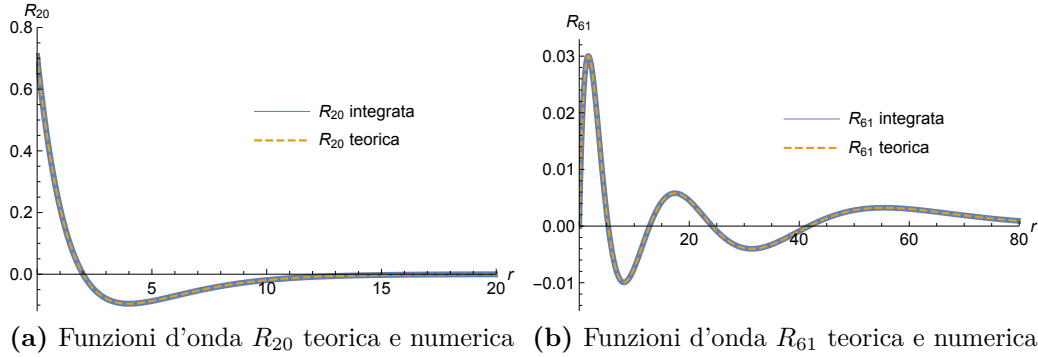 R20
0.8
0.6
0.4
0.2
0.0
5
10
15
20
r
R20 integrata
R20 teorica
(a) Funzioni d'onda R20 teorica e numerica
R61
0.03
0.02
0.01
0.00
-0.01
20
40
60
80
r
R61 integrata
R61 teorica
(b) Funzioni d'onda R61 teorica e numerica